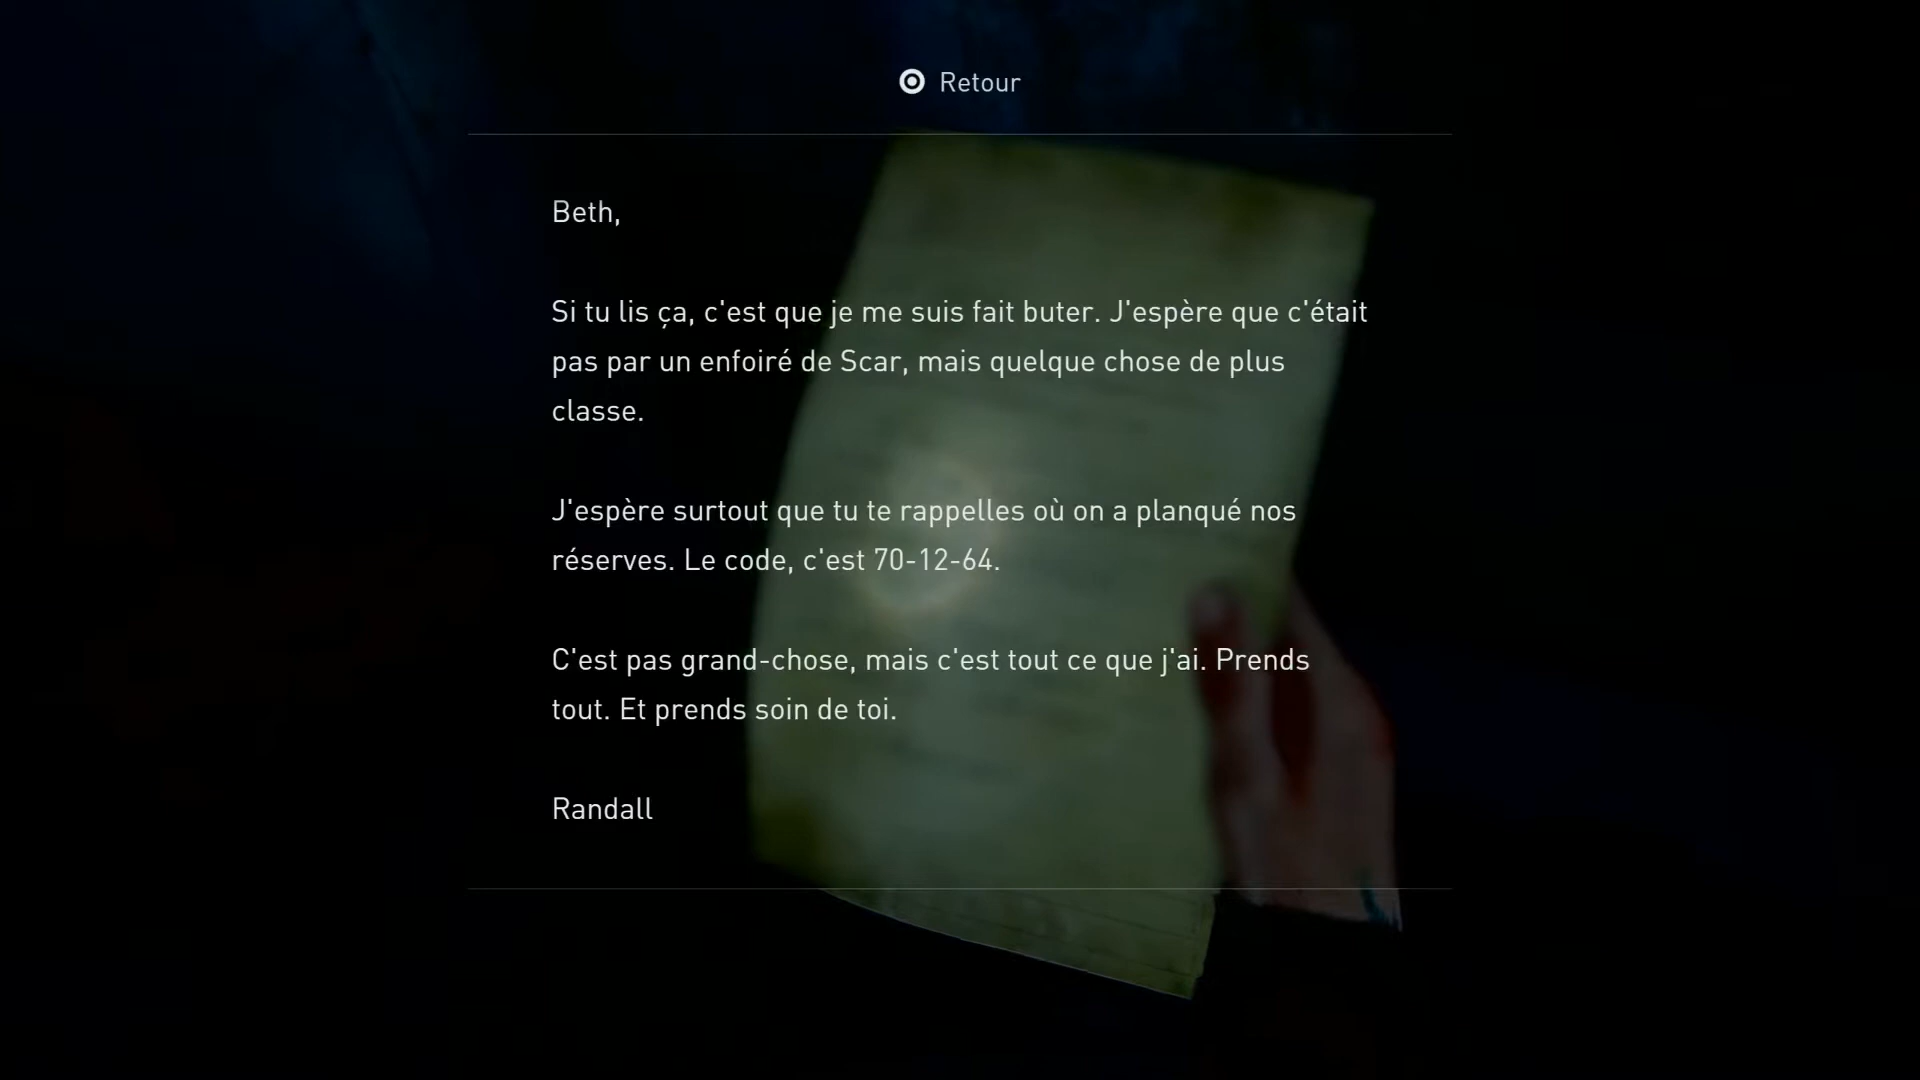 Retour
Beth,
Si tu lis ça, c'est que je me suis fait buter. J'espère que c'était
pas par un enfoiré de Scar, mais quelque chose de plus
classe.
J'espère surtout que tu te rappelles où on a planqué nos
réserves. Le code, c'est 70-12-64.
C'est pas grand-chose, mais c'est tout ce que j'ai. Prends
tout. Et prends soin de toi.
Randall